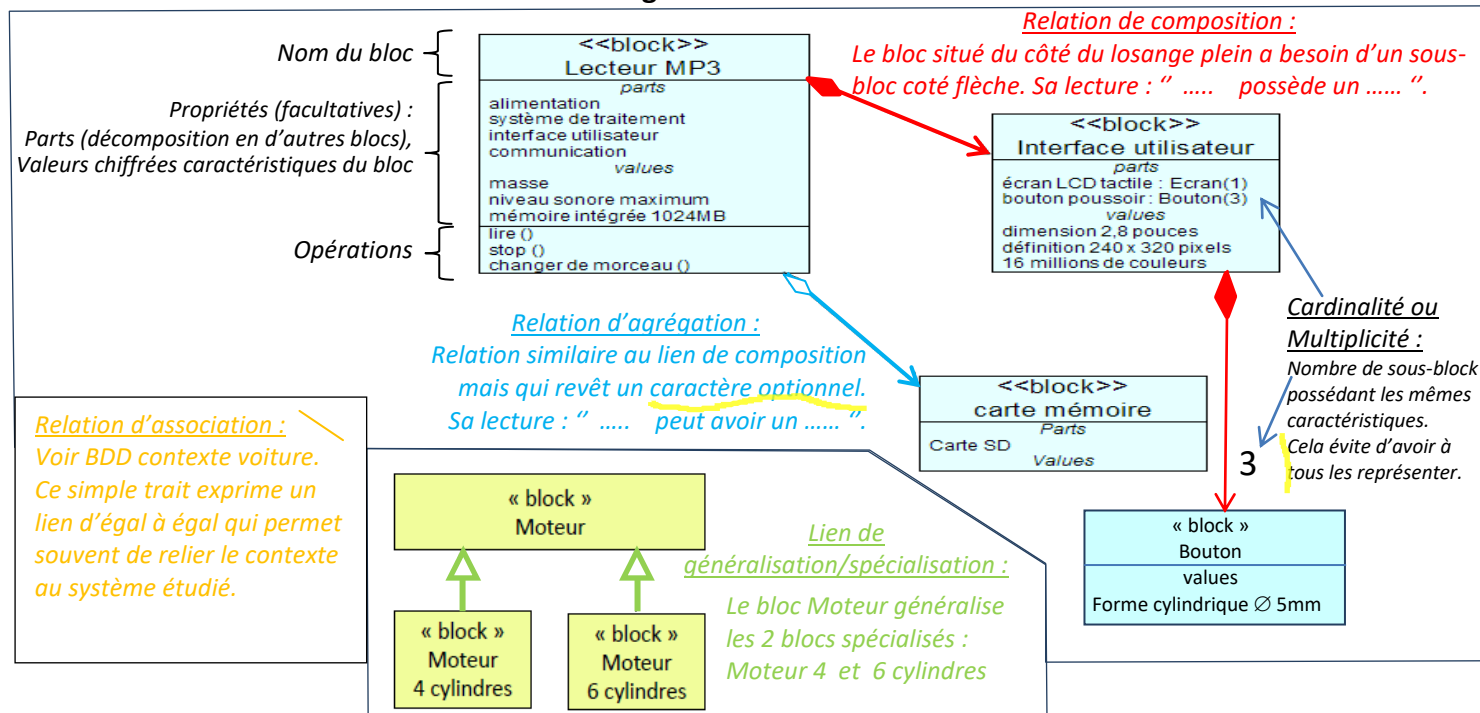 Nom du bloc
Propriétés (facultatives) :
Parts (décomposition en d'autres blocs),
Valeurs chiffrées caractéristiques du bloc
Opérations
<<block>>
Lecteur MP3
parts
alimentation
système de traitement
interface utilisateur
communication
values
masse
niveau sonore maximum
mémoire intégrée 1024MB
lire ()
stop ()
changer de morceau ()
Relation de composition :
Le bloc situé du côté du losange plein a besoin d'un sous-
bloc coté flèche. Sa lecture : " ..... possède un ...... ".
<<block>>
Interface utilisateur
parts
écran LCD tactile : Ecran(1)
bouton poussoir : Bouton(3)
values
dimension 2,8 pouces
définition 240 x 320 pixels
16 millions de couleurs
Relation d'agrégation :
Relation similaire au lien de composition
mais qui revêt un caractère optionnel.
Sa lecture : " ..... peut avoir un ...... ".
<<block>>
carte mémoire
Parts
Carte SD
Values
Cardinalité ou
Multiplicité :
Nombre de sous-block
possédant les mêmes
caractéristiques.
Cela évite d'avoir à
tous les représenter.
3
« block »
Bouton
values
Forme cylindrique ∅ 5mm
Relation d'association :
Voir BDD contexte voiture.
Ce simple trait exprime un
lien d'égal à égal qui permet
souvent de relier le contexte
au système étudié.
« block »
Moteur
« block »
Moteur
4 cylindres
« block »
Moteur
6 cylindres
Lien de
généralisation/spécialisation :
Le bloc Moteur généralise
les 2 blocs spécialisés :
Moteur 4 et 6 cylindres